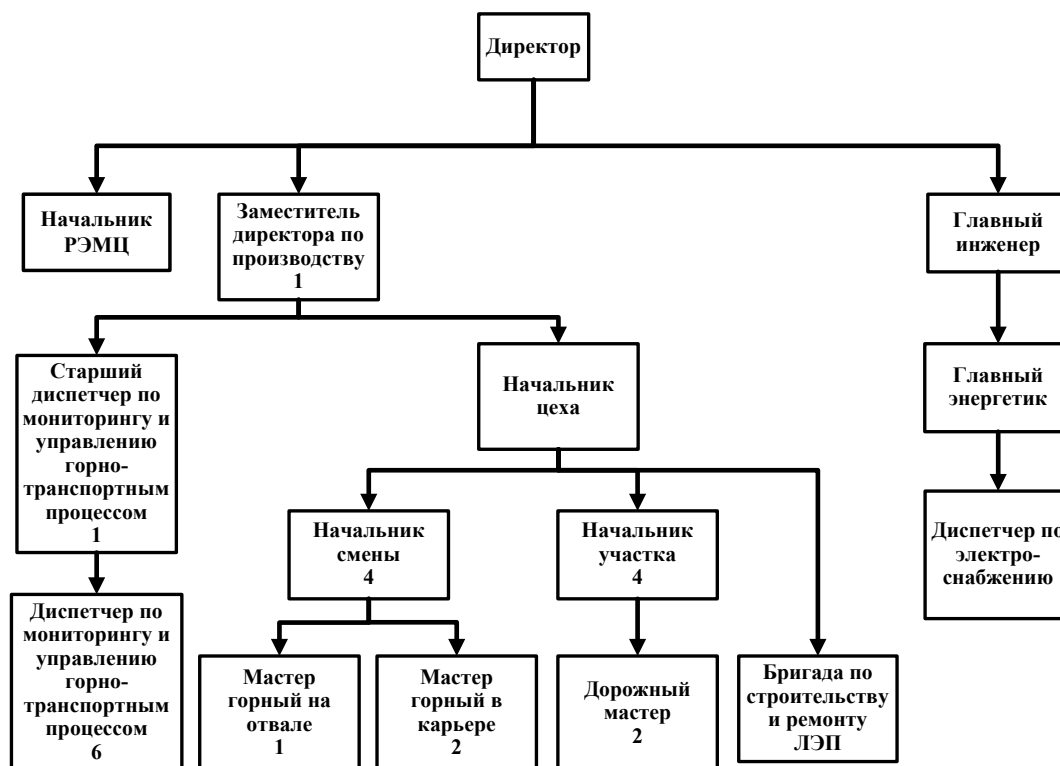 Директор
Начальник
РЭМЦ
Заместитель
директора по
производству
1
Главный
инженер
Старший
диспетчер по
мониторингу и
управлению
горно-
транспортным
процессом
1
Начальник
цеха
Главный
энергетик
Начальник
смены
4
Начальник
участка
4
Диспетчер по
электро-
снабжению
Диспетчер по
мониторингу и
управлению
горно-
транспортным
процессом
6
Мастер
горный на
отвале
1
Мастер
горный в
карьере
2
Дорожный
мастер
2
Бригада по
строительству
и ремонту
ЛЭП